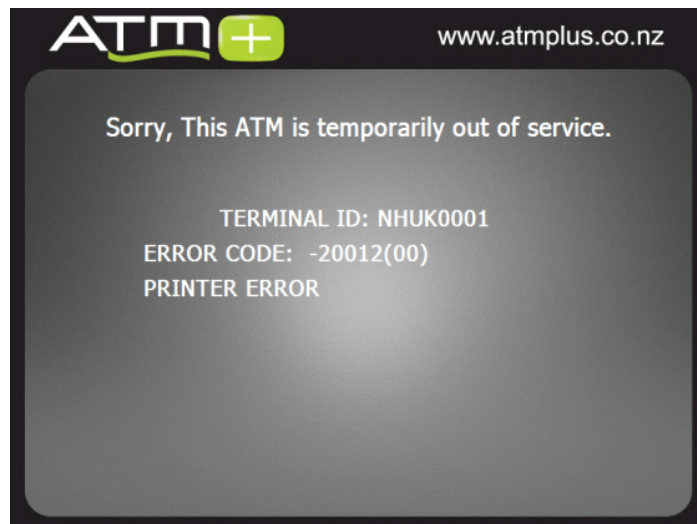 ATM+ www.atmplus.co.nz
Sorry, This ATM is temporarily out of service.
TERMINAL ID: NHUK0001
ERROR CODE: -20012(00)
PRINTER ERROR